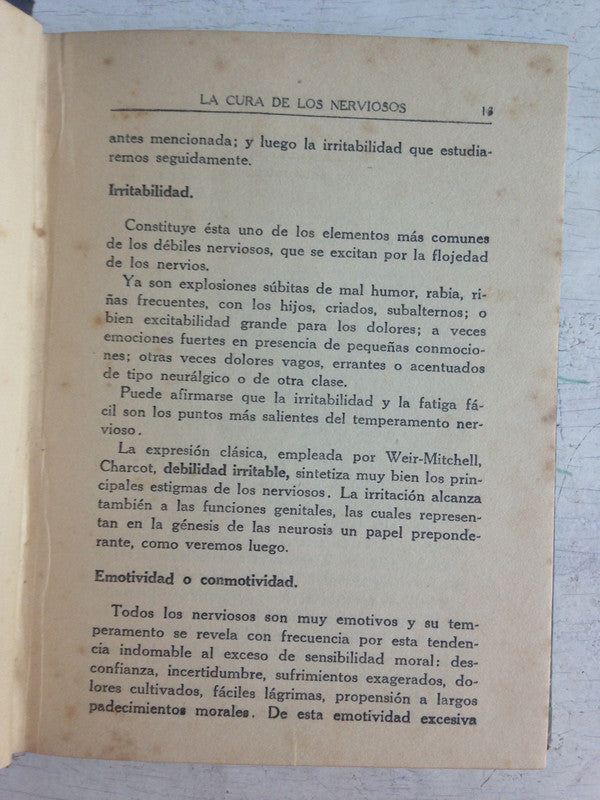 LA CURA DE LOS NERVIOSOS 13
antes mencionada; y luego la irritabilidad que estudia-
remos seguidamente.
Irritabilidad.
Constituye ésta uno de los elementos más comunes
de los débiles nerviosos, que se excitan por la flojedad
de los nervios.
Ya son explosiones súbitas de mal humor, rabia, ri-
ñas frecuentes, con los hijos, criados, subalternos; o
bien excitabilidad grande para los dolores; a veces
emociones fuertes en presencia de pequeñas conmocio-
nes; otras veces dolores vagos, errantes o acentuados
de tipo neurálgico o de otra clase.
Puede afirmarse que la irritabilidad y la fatiga fá-
cil son los puntos más salientes del temperamento ner-
vioso.
La expresión clásica, empleada por Weir-Mitchell,
Charcot, debilidad irritable, sintetiza muy bien los prin-
cipales estigmas de los nerviosos. La irritación alcanza
también a las funciones genitales, las cuales represen-
tan en la génesis de las neurosis un papel preponde-
rante, como veremos luego.
Emotividad o conmotividad.
Todos los nerviosos son muy emotivos y su tem-
peramento se revela con frecuencia por esta tenden-
cia indomable al exceso de sensibilidad moral: des-
confianza, incertidumbre, sufrimientos exagerados, do-
lores cultivados, fáciles lágrimas, propensión a largos
padecimientos morales. De esta emotividad excesiva